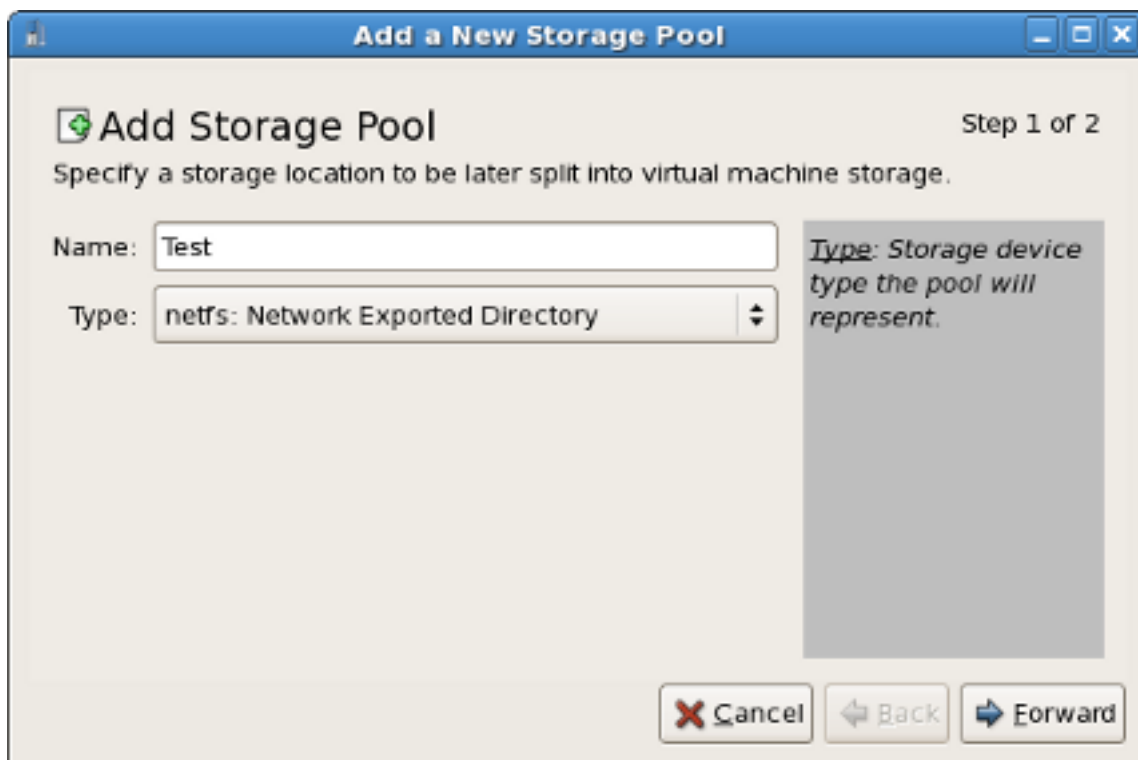 Add a New Storage Pool
Add Storage Pool
Step 1 of 2
Specify a storage location to be later split into virtual machine storage.
Name: Test
Type: netfs: Network Exported Directory
Type: Storage device
type the pool will
represent.
Cancel
Back
Forward